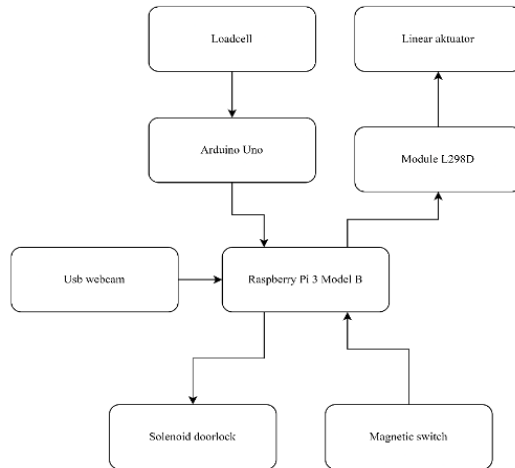 Loadcell
Linear aktuator
Arduino Uno
Module L298D
Usb webcam
Raspberry Pi 3 Model B
Solenoid doorlock
Magnetic switch